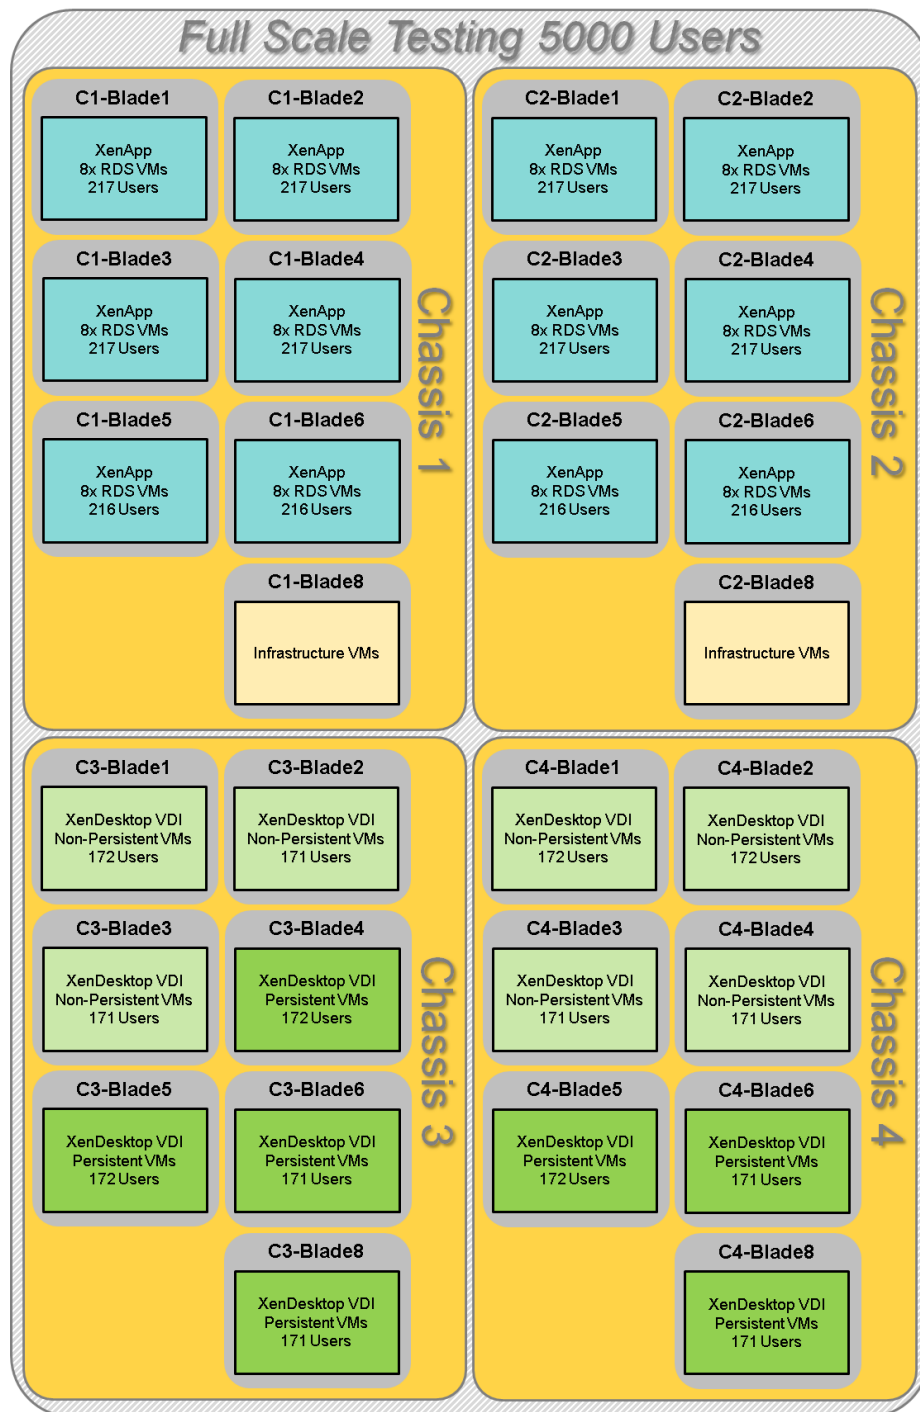 Full Scale Testing 5000 Users
C1-Blade1
XenApp
8x RDS VMs
217 Users
C1-Blade2
XenApp
8x RDS VMs
217 Users
C1-Blade3
XenApp
8x RDS VMs
217 Users
C1-Blade4
XenApp
8x RDS VMs
217 Users
C1-Blade5
XenApp
8x RDS VMs
216 Users
C1-Blade6
XenApp
8x RDS VMs
216 Users
C1-Blade8
Infrastructure VMs
Chassis 1
C2-Blade1
XenApp
8x RDS VMs
217 Users
C2-Blade2
XenApp
8x RDS VMs
217 Users
C2-Blade3
XenApp
8x RDS VMs
217 Users
C2-Blade4
XenApp
8x RDS VMs
217 Users
C2-Blade5
XenApp
8x RDS VMs
216 Users
C2-Blade6
XenApp
8x RDS VMs
216 Users
C2-Blade8
Infrastructure VMs
Chassis 2
C3-Blade1
XenDesktop VDI
Non-Persistent VMs
172 Users
C3-Blade2
XenDesktop VDI
Non-Persistent VMs
171 Users
C3-Blade3
XenDesktop VDI
Non-Persistent VMs
171 Users
C3-Blade4
XenDesktop VDI
Persistent VMs
172 Users
C3-Blade5
XenDesktop VDI
Persistent VMs
172 Users
C3-Blade6
XenDesktop VDI
Persistent VMs
171 Users
C3-Blade8
XenDesktop VDI
Persistent VMs
171 Users
Chassis 3
C4-Blade1
XenDesktop VDI
Non-Persistent VMs
172 Users
C4-Blade2
XenDesktop VDI
Non-Persistent VMs
172 Users
C4-Blade3
XenDesktop VDI
Non-Persistent VMs
171 Users
C4-Blade4
XenDesktop VDI
Non-Persistent VMs
171 Users
C4-Blade5
XenDesktop VDI
Persistent VMs
172 Users
C4-Blade6
XenDesktop VDI
Persistent VMs
171 Users
C4-Blade8
XenDesktop VDI
Persistent VMs
171 Users
Chassis 4